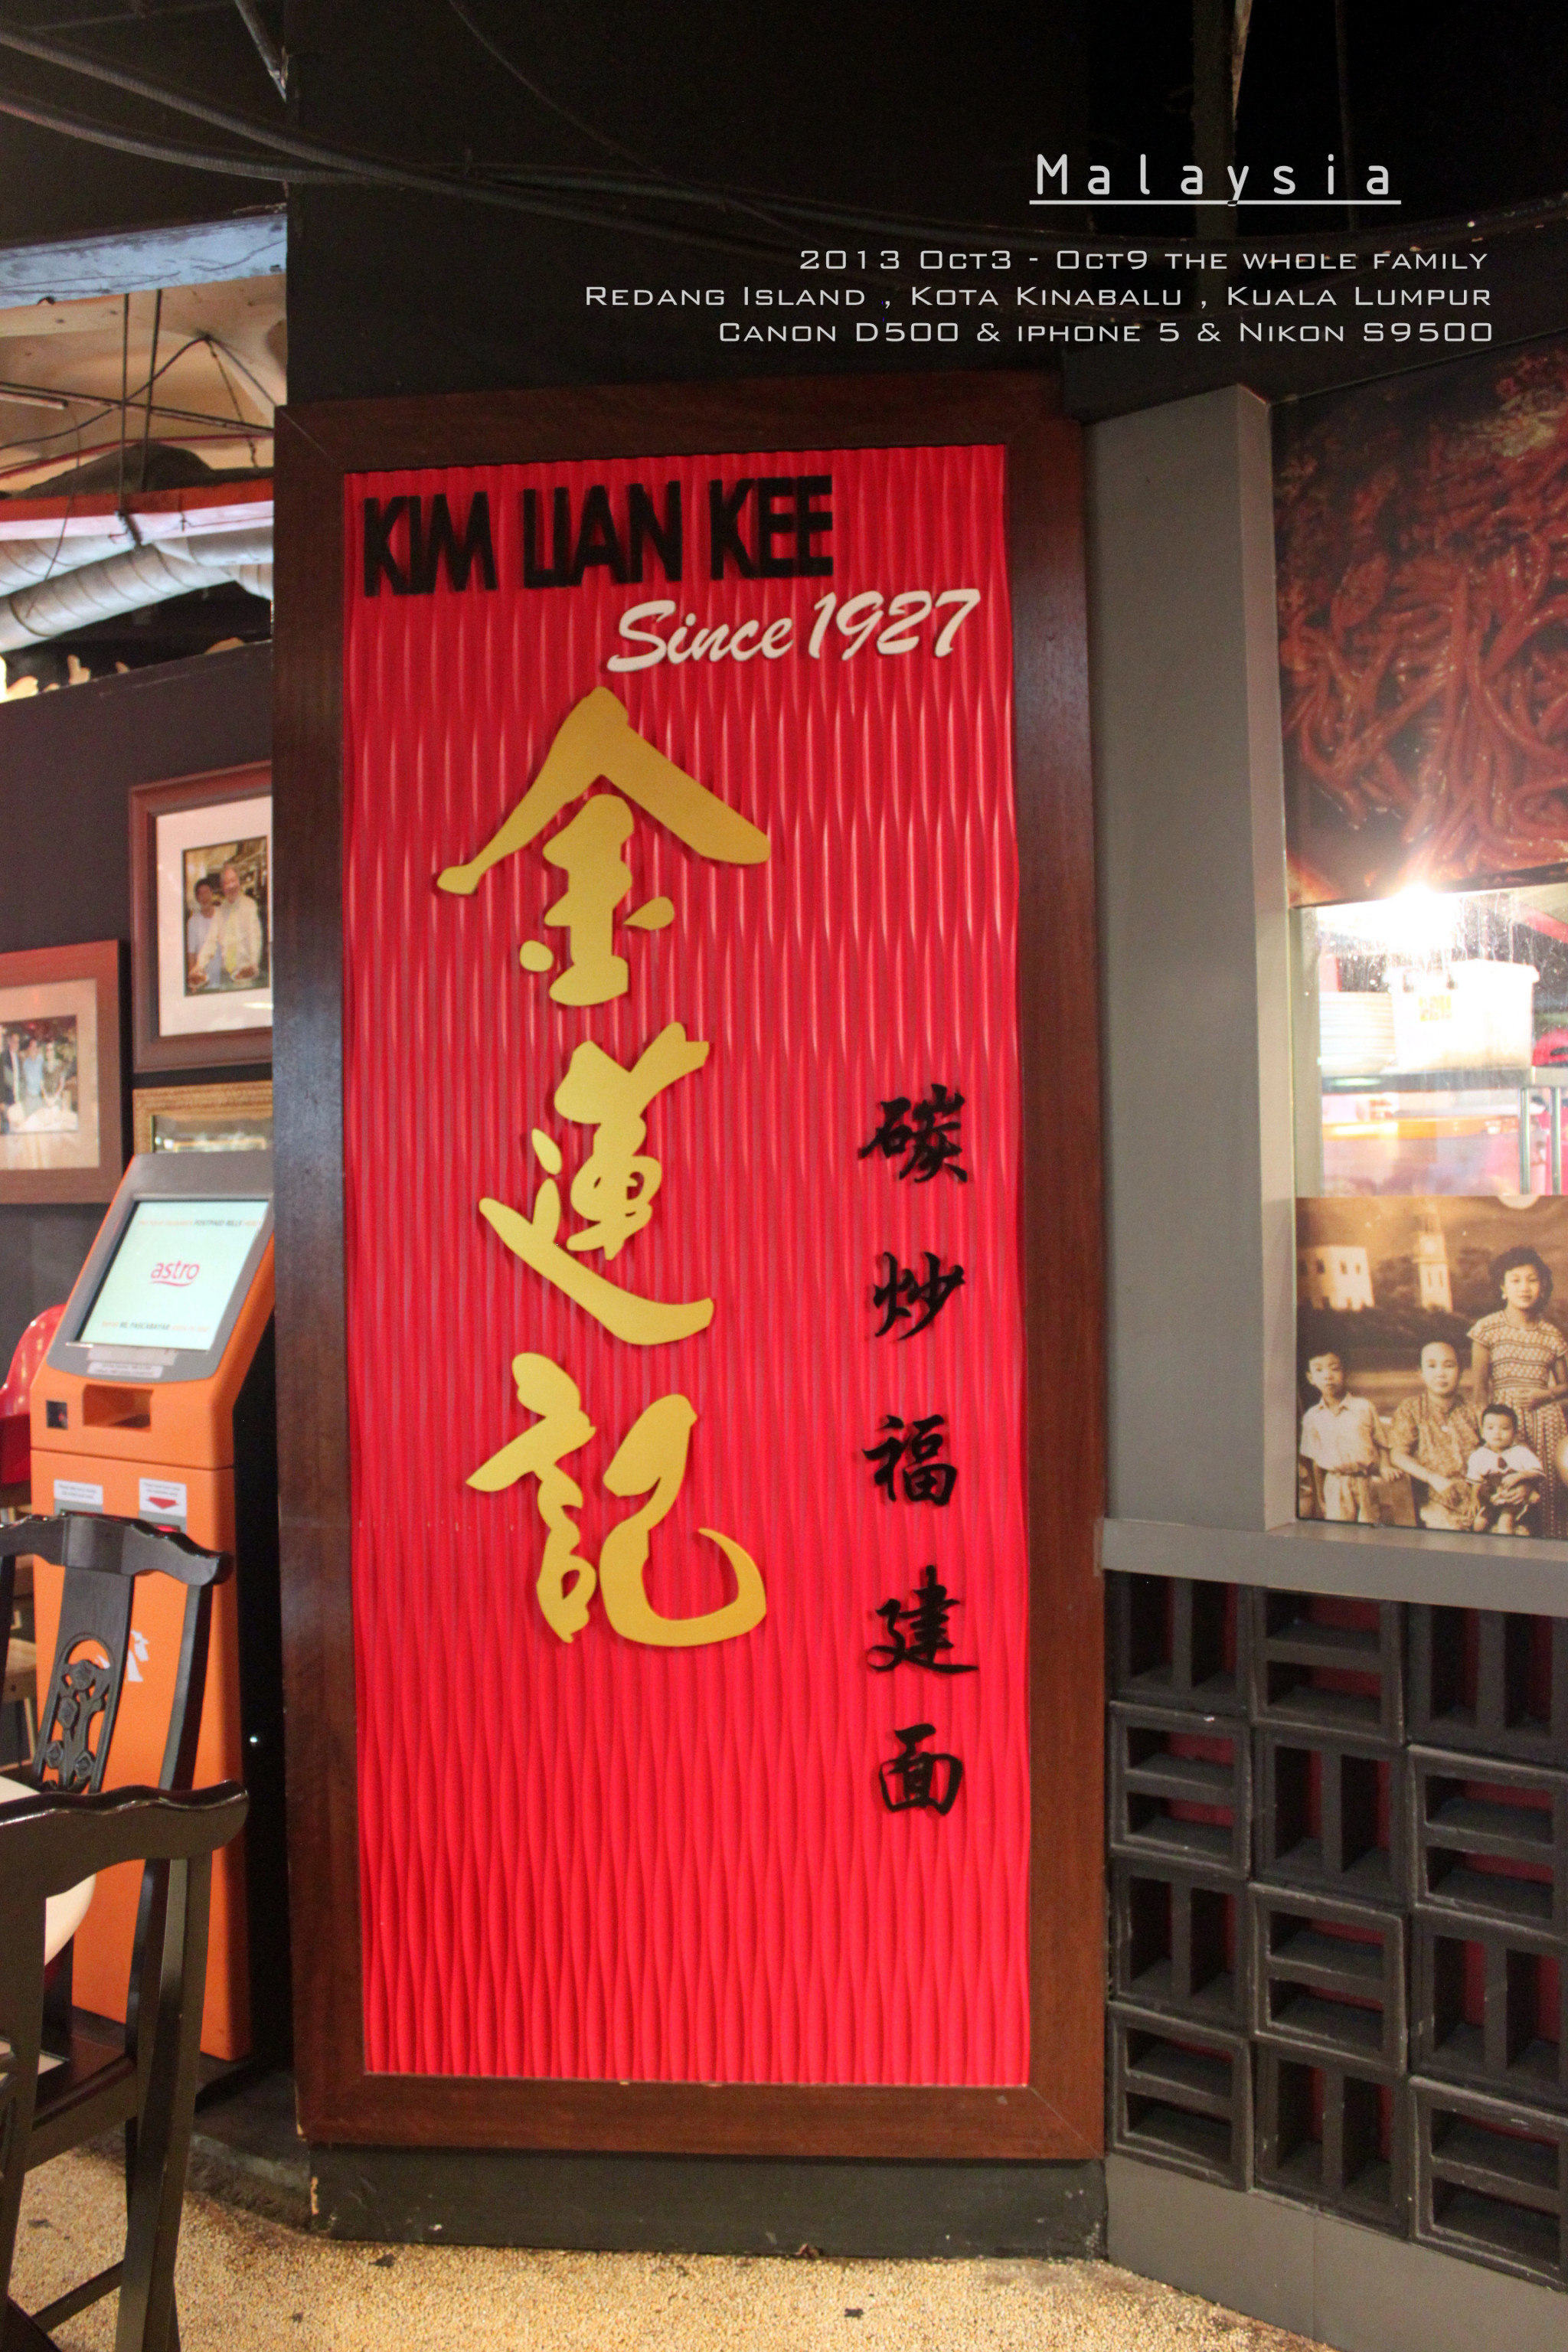 Malaysia
2013 Oct3 - Oct9 the whole family
Redang Island , Kota Kinabalu , Kuala Lumpur
Canon D500 & iphone 5 & Nikon S9500
KIM LIAN KEE
Since 1927
金蓮記
碳炒福建面
astro